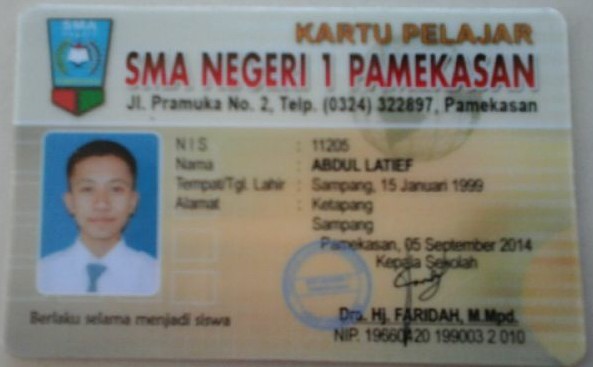 SMA
KARTU PELAJAR
SMA NEGERI 1 PAMEKASAN
Jl. Pramuka No. 2, Telp. (0324) 322897, Pamekasan
NIS : 11205
Nama : ABDUL LATIEF
Tempat/Tgl. Lahir : Sampang, 15 Januari 1999
Alamat : Ketapang
Sampang
Pamekasan, 05 September 2014
Kepala Sekolah
Berlaku selama menjadi siswa
Dra. Hj. FARIDAH, M.Mpd.
NIP. 19660420 199003 2 010